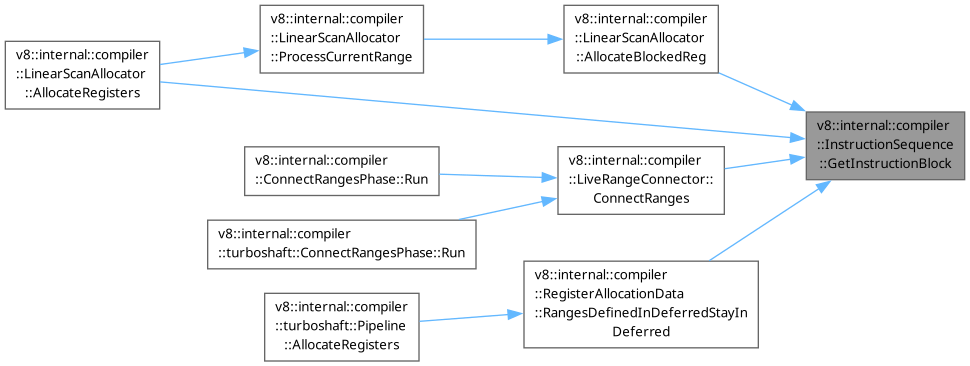 v8::internal::compiler
::LinearScanAllocator
::AllocateRegisters
v8::internal::compiler
::LinearScanAllocator
::ProcessCurrentRange
v8::internal::compiler
::LinearScanAllocator
::AllocateBlockedReg
v8::internal::compiler
::InstructionSequence
::GetInstructionBlock
v8::internal::compiler
::ConnectRangesPhase::Run
v8::internal::compiler
::LiveRangeConnector::
ConnectRanges
v8::internal::compiler
::turboshaft::ConnectRangesPhase::Run
v8::internal::compiler
::RegisterAllocationData
::RangesDefinedInDeferredStayIn
Deferred
v8::internal::compiler
::turboshaft::Pipeline
::AllocateRegisters